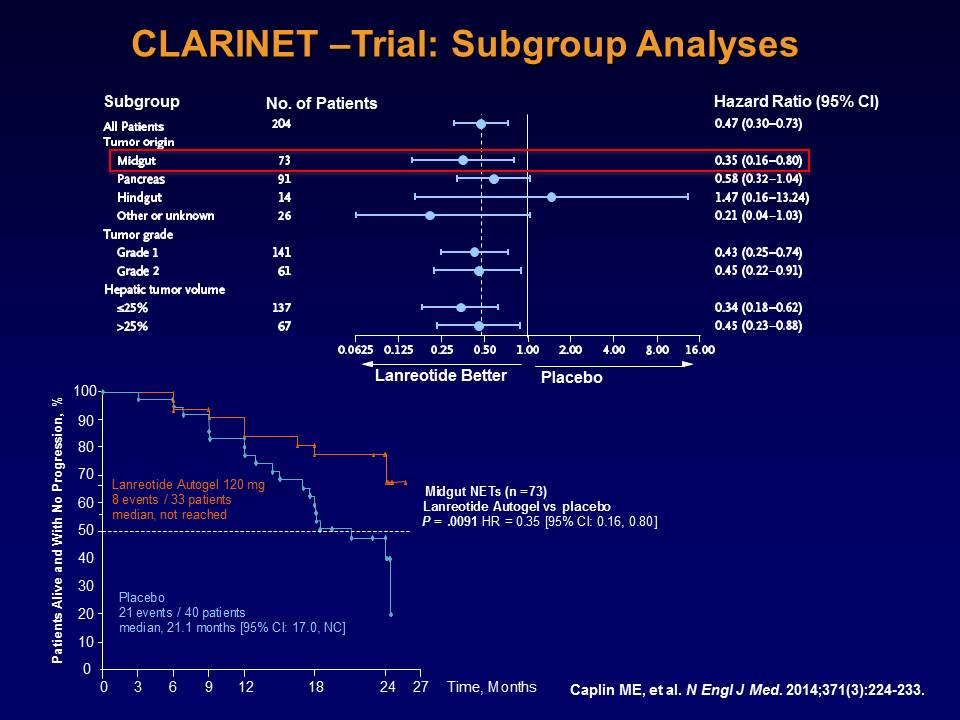 CLARINET –Trial: Subgroup Analyses
Subgroup No. of Patients Hazard Ratio (95% CI)
All Patients 204 0.47 (0.30–0.73)
Tumor origin
Midgut 73 0.35 (0.16–0.80)
Pancreas 91 0.58 (0.32–1.04)
Hindgut 14 1.47 (0.16–13.24)
Other or unknown 26 0.21 (0.04–1.03)
Tumor grade
Grade 1 141 0.43 (0.25–0.74)
Grade 2 61 0.45 (0.22–0.91)
Hepatic tumor volume
≤25% 137 0.34 (0.18–0.62)
>25% 67 0.45 (0.23–0.88)
0.0625 0.125 0.25 0.50 1.00 2.00 4.00 8.00 16.00
Lanreotide Better Placebo
Patients Alive and With No Progression, %
100
90
80
70
60
50
40
30
20
10
0
Lanreotide Autogel 120 mg
8 events / 33 patients
median, not reached
Midgut NETs (n =73)
Lanreotide Autogel vs placebo
P = .0091 HR = 0.35 [95% CI: 0.16, 0.80]
Placebo
21 events / 40 patients
median, 21.1 months [95% CI: 17.0, NC]
0 3 6 9 12 18 24 27 Time, Months
Caplin ME, et al. N Engl J Med. 2014;371(3):224-233.